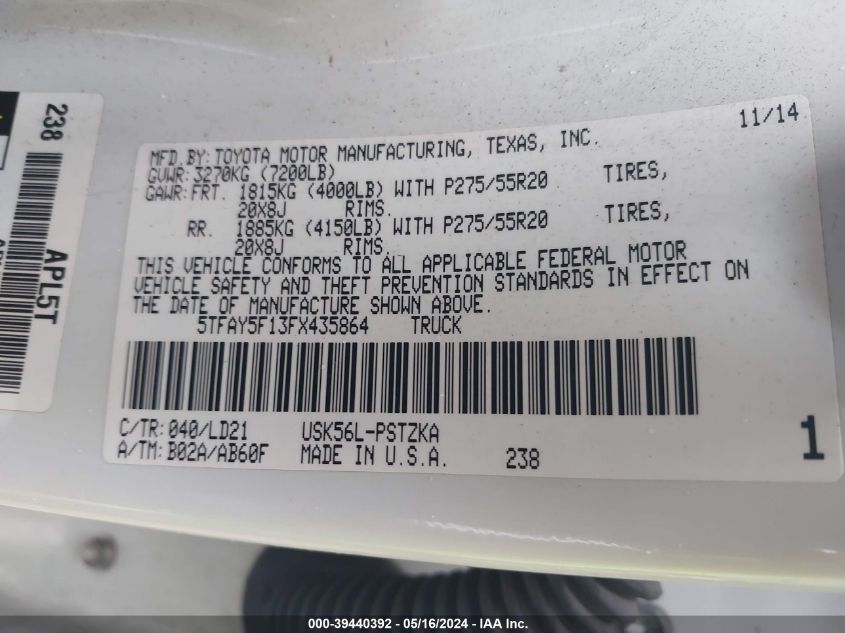 11/14
MFD.BY:TOYOTA MOTOR MANUFACTURING, TEXAS, INC.
GVWR:3270KG (7200LB)
GAWR:FRT. 1815KG (4000LB) WITH P275/55R20 TIRES,
20X8J RIMS.
RR. 1885KG (4150LB) WITH P275/55R20 TIRES,
20X8J RIMS.
THIS VEHICLE CONFORMS TO ALL APPLICABLE FEDERAL MOTOR
VEHICLE SAFETY AND THEFT PREVENTION STANDARDS IN EFFECT ON
THE DATE OF MANUFACTURE SHOWN ABOVE.
5TFAY5F13FX435864 TRUCK
C/TR:040/LD21 USK56L-PSTZKA
A/TM:B02A/AB60F MADE IN U.S.A. 238
1
238
APL5T
000-39440392 - 05/16/2024 - IAA Inc.